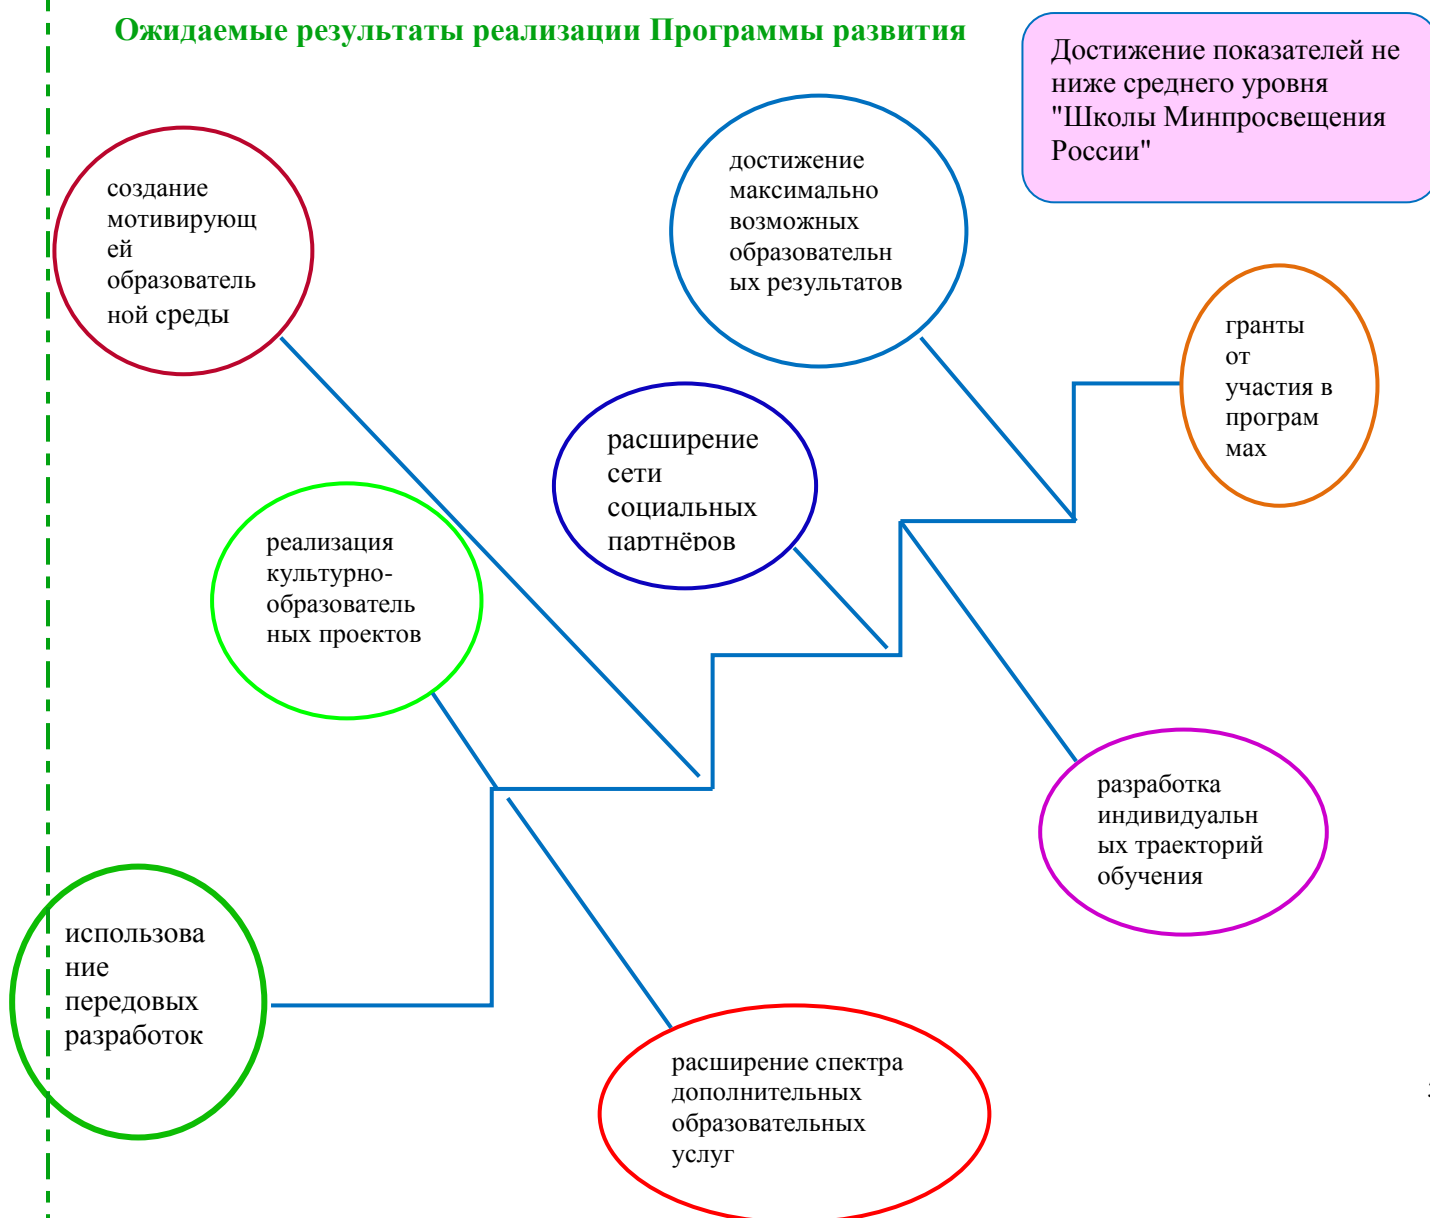 Ожидаемые результаты реализации Программы развития
Достижение показателей не
ниже среднего уровня
"Школы Минпросвещения
России"
создание
мотивирующ
ей
образователь
ной среды
достижение
максимально
возможных
образовательн
ых результатов
гранты
от
участия в
програм
мах
расширение
сети
социальных
партнёров
реализация
культурно-
образователь
ных проектов
разработка
индивидуальн
ых траекторий
обучения
использова
ние
передовых
разработок
расширение спектра
дополнительных
образовательных
услуг